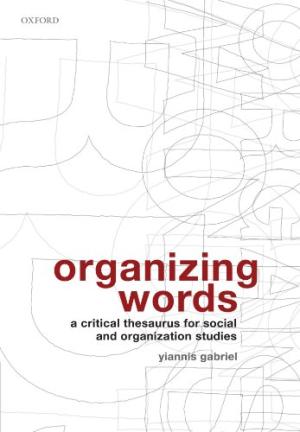 OXFORD
organizing
words
a critical thesaurus for social
and organization studies
yiannis gabriel